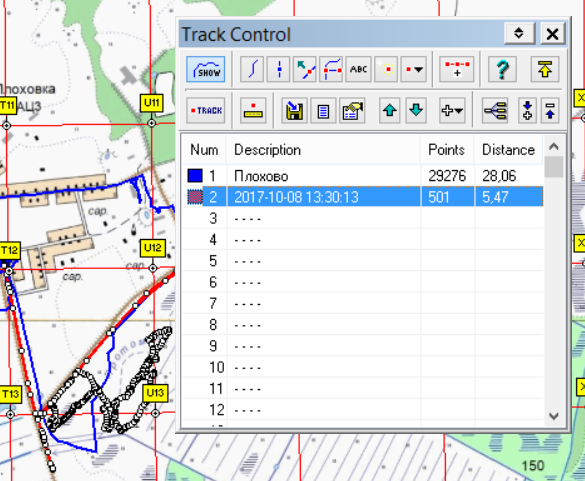 Track Control
SHOW
ABC
?
TRACK
Num Description Points Distance
1 Плохово 29276 28,06
2 2017-10-08 13:30:13 501 5,47
3 - - - -
4 - - - -
5 - - - -
6 - - - -
7 - - - -
8 - - - -
9 - - - -
10 - - - -
11 - - - -
12 - - - -
лоховка
T11
АЦЗ
U11
X
сар.
T12
U12
X
сар.
сар.
T13
U13
X
150